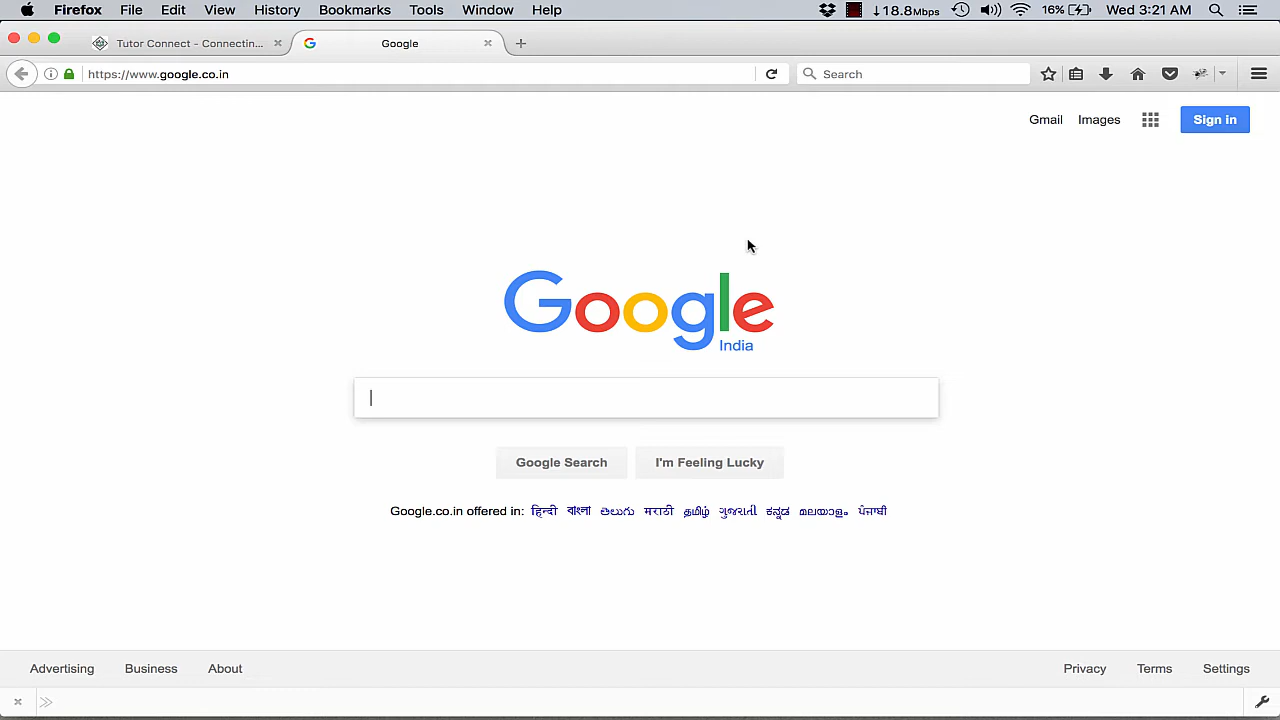 Firefox File Edit View History Bookmarks Tools Window Help ↓18.8Mbps 16% Wed 3:21 AM
Tutor Connect - Connectin... Google
https://www.google.co.in Search
Gmail Images Sign in
Google
India
Google Search I'm Feeling Lucky
Google.co.in offered in: हिन्दी বাংলা తెలుగు मराठी தமிழ் ગુજરાતી ಕನ್ನಡ മലയാളം ਪੰਜਾਬੀ
Advertising Business About Privacy Terms Settings